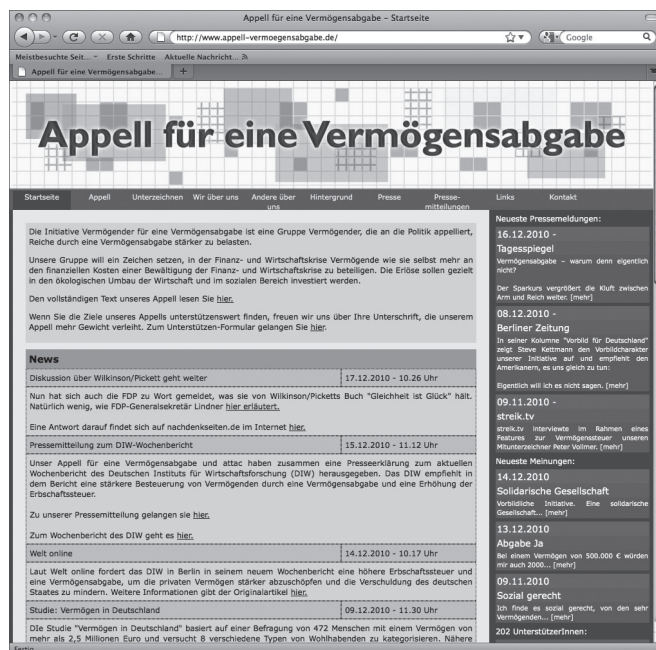 Appell für eine Vermögensabgabe – Startseite
http://www.appell-vermoegensabgabe.de/
Google
Meistbesuchte Seit...
Erste Schritte
Aktuelle Nachricht...
Appell für eine Vermögensabgabe...
+
Appell für eine Vermögensabgabe
Startseite
Appell
Unterzeichnen
Wir über uns
Andere über
uns
Hintergrund
Presse
Presse-
mitteilungen
Links
Kontakt
Die Initiative Vermögender für eine Vermögensabgabe ist eine Gruppe Vermögender, die an die Politik appelliert,
Reiche durch eine Vermögensabgabe stärker zu belasten.
Unsere Gruppe will ein Zeichen setzen, in der Finanz- und Wirtschaftskrise Vermögende wie sie selbst mehr an
den finanziellen Kosten einer Bewältigung der Finanz- und Wirtschaftskrise zu beteiligen. Die Erlöse sollen gezielt
in den ökologischen Umbau der Wirtschaft und im sozialen Bereich investiert werden.
Den vollständigen Text unseres Appell lesen Sie hier.
Wenn Sie die Ziele unseres Appells unterstützenswert finden, freuen wir uns über Ihre Unterschrift, die unserem
Appell mehr Gewicht verleiht. Zum Unterstützen-Formular gelangen Sie hier.
News
Diskussion über Wilkinson/Pickett geht weiter
17.12.2010 - 10.26 Uhr
Nun hat sich auch die FDP zu Wort gemeldet, was sie von Wilkinson/Picketts Buch "Gleichheit ist Glück" hält.
Natürlich wenig, wie FDP-Generalsekretär Lindner hier erläutert.
Eine Antwort darauf findet sich auf nachdenkseiten.de im Internet hier.
Pressemitteilung zum DIW-Wochenbericht
15.12.2010 - 11.12 Uhr
Unser Appell für eine Vermögensabgabe und attac haben zusammen eine Presseerklärung zum aktuellen
Wochenbericht des Deutschen Instituts für Wirtschaftsforschung (DIW) herausgegeben. Das DIW empfiehlt in
dem Bericht eine stärkere Besteuerung von Vermögenden durch eine Vermögensabgabe und eine Erhöhung der
Erbschaftssteuer.
Zu unserer Pressemitteilung gelangen sie hier.
Zum Wochenbericht des DIW geht es hier.
Welt online
14.12.2010 - 10.17 Uhr
Laut Welt online fordert das DIW in Berlin in seinem neuem Wochenbericht eine höhere Erbschaftssteuer und
eine Vermögensabgabe, um die privaten Vermögen stärker abzuschöpfen und die Verschuldung des deutschen
Staates zu mindern. Weitere Informationen gibt der Originalartikel hier.
Studie: Vermögen in Deutschland
09.12.2010 - 11.30 Uhr
DIe Studie "Vermögen in Deutschland" basiert auf einer Befragung von 472 Menschen mit einem Vermögen von
mehr als 2,5 Millionen Euro und versucht 8 verschiedene Typen von Wohlhabenden zu kategorisieren. Nähere
Neueste Pressemeldungen:
16.12.2010 -
Tagesspiegel
Vermögensabgabe – warum denn eigentlich
nicht?
Der Sparkurs vergrößert die Kluft zwischen
Arm und Reich weiter. [mehr]
08.12.2010 -
Berliner Zeitung
In seiner Kolumne "Vorbild für Deutschland"
zeigt Steve Kettmann den Vorbildcharakter
unserer Initiative auf und empfiehlt den
Amerikanern, es uns gleich zu tun:
Eigentlich will ich es nicht sagen. [mehr]
09.11.2010 -
streik.tv
streik.tv interviewte im Rahmen eines
Features zur Vermögenssteuer unseren
Mitunterzeichner Peter Vollmer. [mehr]
Neueste Meinungen:
14.12.2010
Solidarische Gesellschaft
Vorbildliche Initiative. Eine solidarische
Gesellschaft... [mehr]
13.12.2010
Abgabe Ja
Bei einem Vermögen von 500.000 € würden
mir auch 2000... [mehr]
09.11.2010
Sozial gerecht
Ich finde es sozial gerecht, von den sehr
Vermögenden... [mehr]
202 UnterstützerInnen:
Fertig